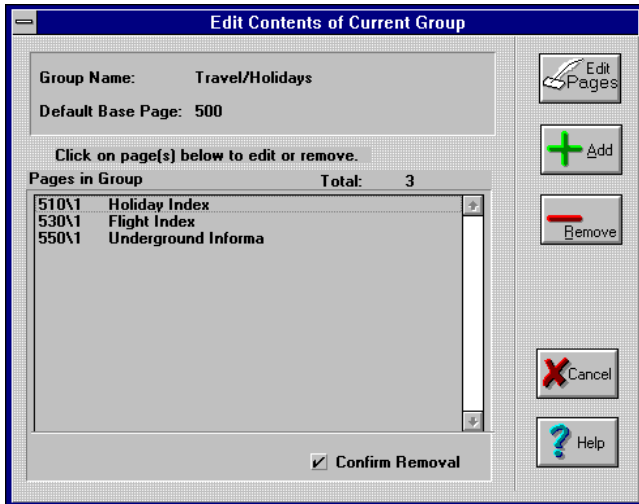 Edit Contents of Current Group
Group Name: Travel/Holidays
Default Base Page: 500
Click on page(s) below to edit or remove.
Pages in Group Total: 3
510\1 Holiday Index
530\1 Flight Index
550\1 Underground Informa
Confirm Removal
Edit
Pages
Add
Remove
Cancel
Help